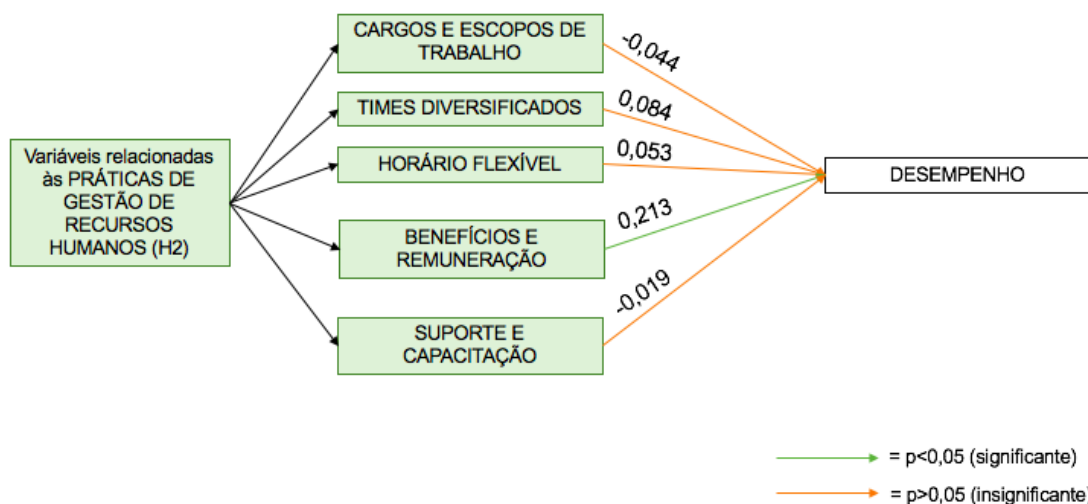 CARGOS E ESCOPOS DE
TRABALHO
-0,044
TIMES DIVERSIFICADOS
0,084
Variáveis relacionadas
às PRÁTICAS DE
GESTÃO DE
RECURSOS
HUMANOS (H2)
HORÁRIO FLEXÍVEL
0,053
DESEMPENHO
BENEFÍCIOS E
REMUNERAÇÃO
0,213
SUPORTE E
CAPACITAÇÃO
-0,019
= p<0,05 (significante)
= p>0,05 (insignificante)